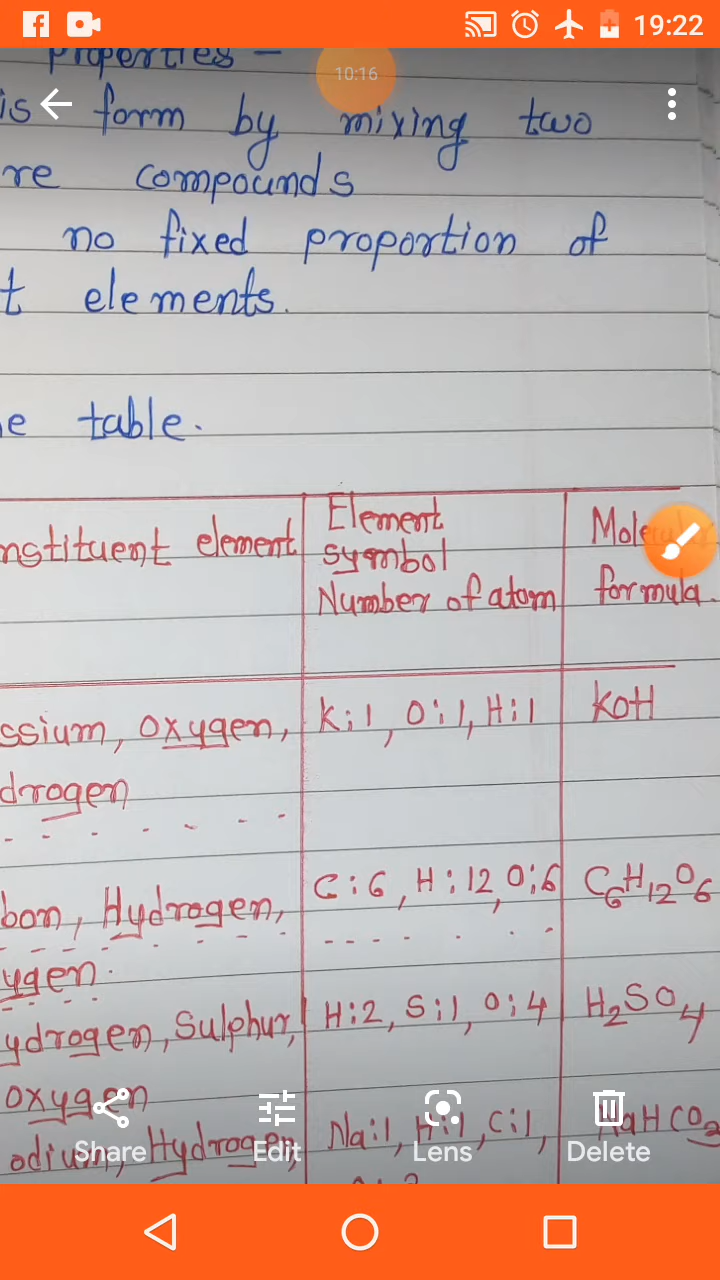 19:22
properties -
10:16
is form by mixing two
re compounds
no fixed proportion of
t elements.
e table.
nstituent element
Element
symbol
Number of atom
formula.
ssium, Oxygen,
drogen
K:1, O:1, H:1
KOH
bon, Hydrogen,
ygen.
C:6, H:12, O:6
C6H12O6
ydrogen, Sulphur,
oxygen
H:2, S:1, O:4
H2SO4
odium, Hydrogen,
Na:1, H:1, C:1,
NaHCO3
Share
Edit
Lens
Delete